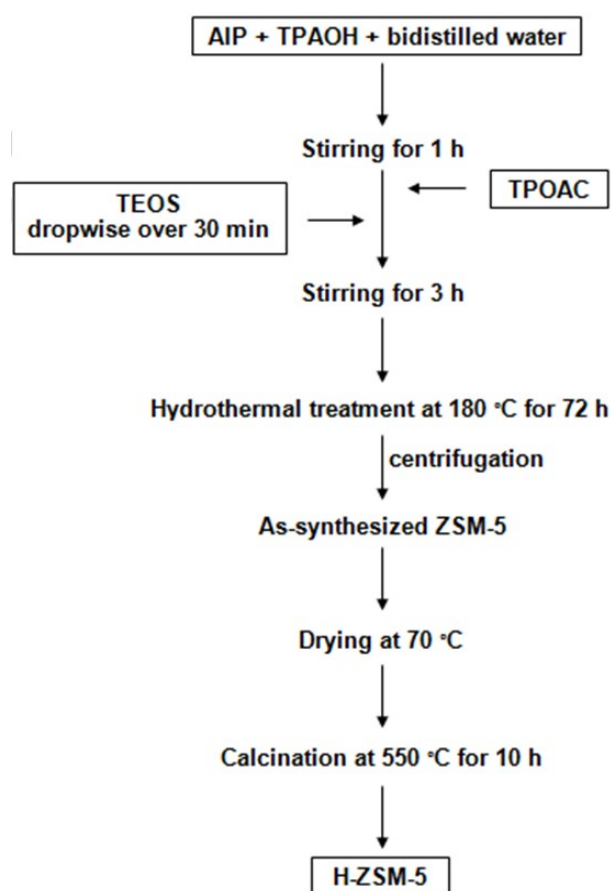 AIP + TPAOH + bidistilled water
Stirring for 1 h
TPOAC
TEOS
dropwise over 30 min
Stirring for 3 h
Hydrothermal treatment at 180 °C for 72 h
centrifugation
As-synthesized ZSM-5
Drying at 70 °C
Calcination at 550 °C for 10 h
H-ZSM-5